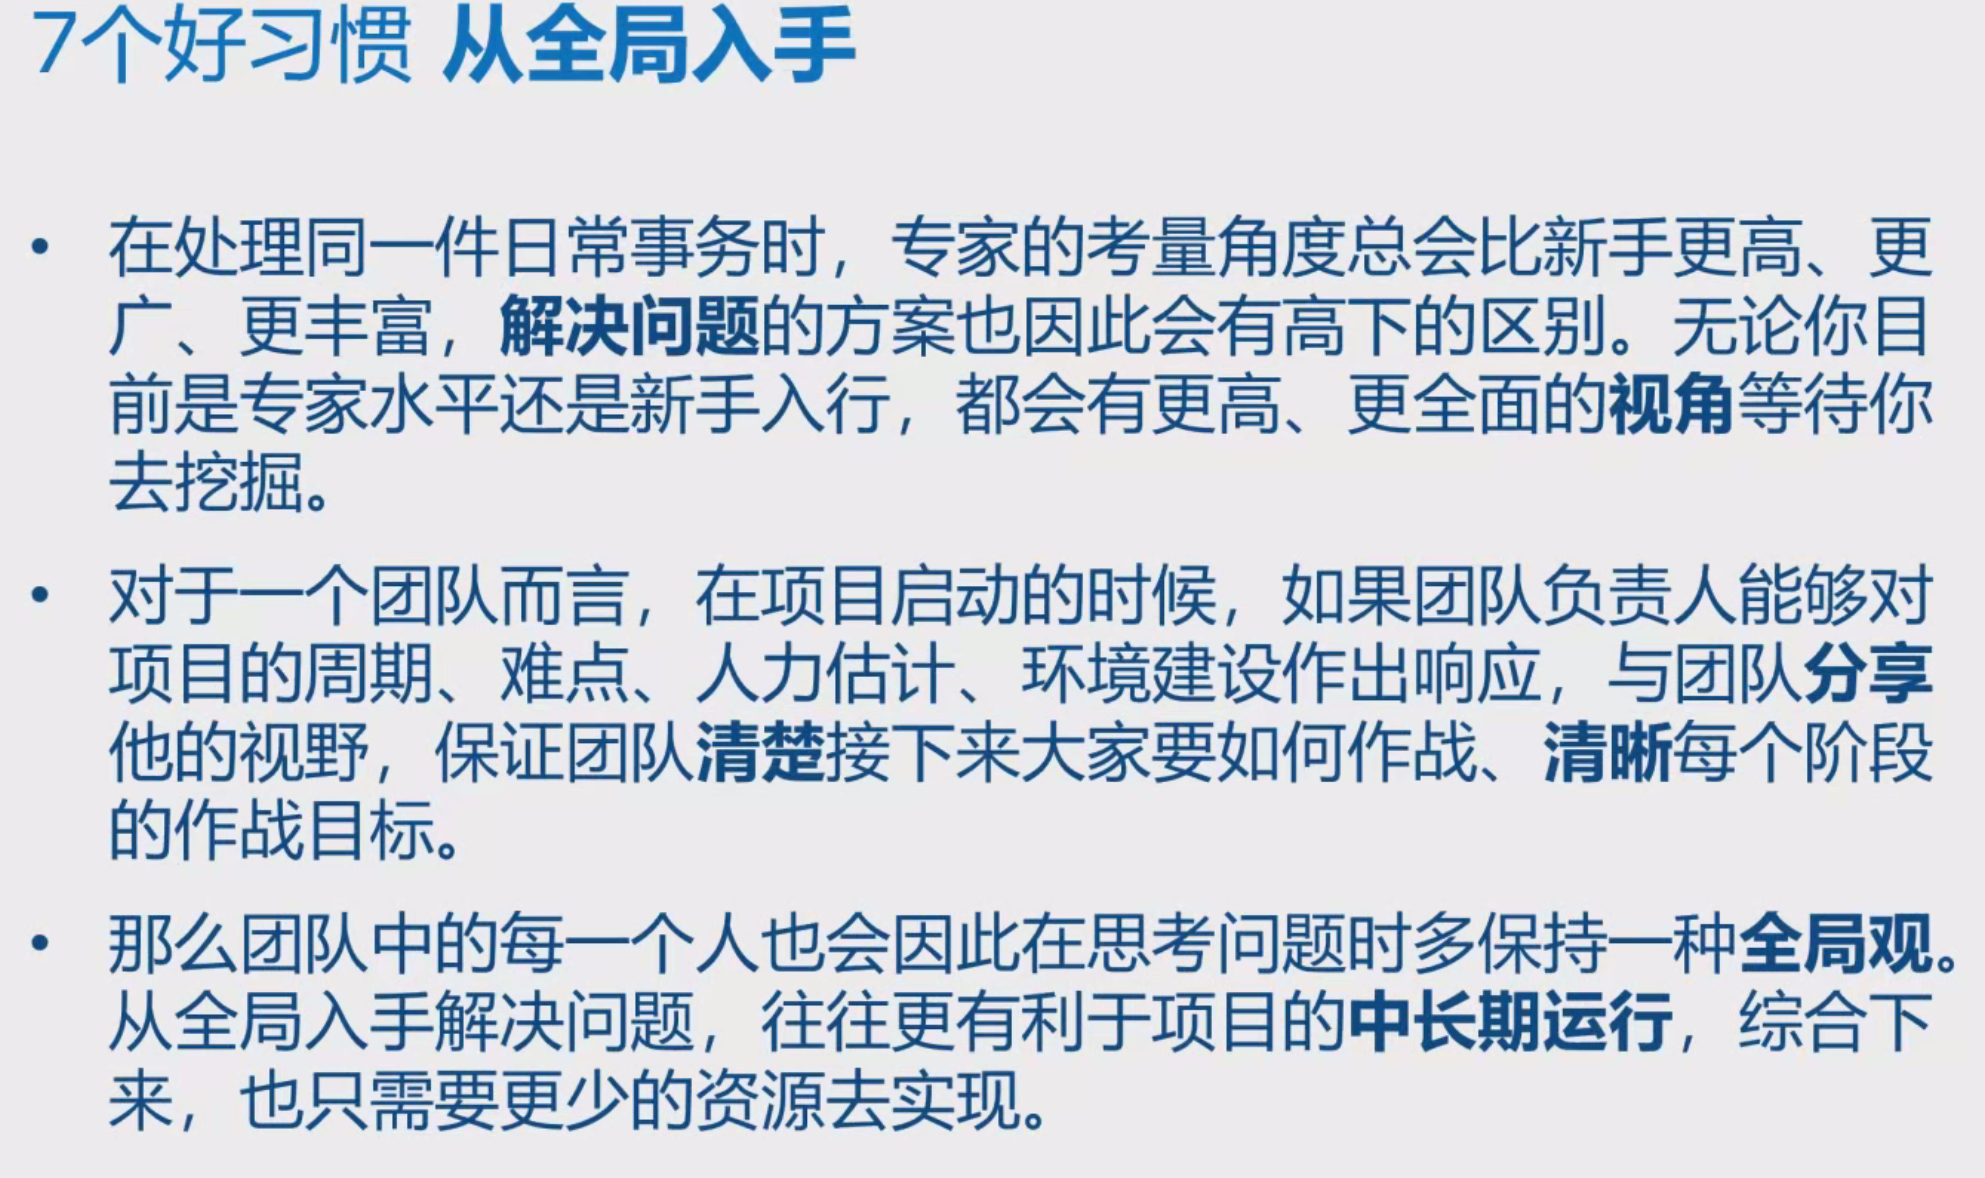 7个好习惯 从全局入手
• 在处理同一件日常事务时，专家的考量角度总会比新手更高、更
广、更丰富，解决问题的方案也因此会有高下的区别。无论你目
前是专家水平还是新手入行，都会有更高、更全面的视角等待你
去挖掘。
• 对于一个团队而言，在项目启动的时候，如果团队负责人能够对
项目的周期、难点、人力估计、环境建设作出响应，与团队分享
他的视野，保证团队清楚接下来大家要如何作战、清晰每个阶段
的作战目标。
• 那么团队中的每一个人也会因此在思考问题时多保持一种全局观。
从全局入手解决问题，往往更有利于项目的中长期运行，综合下
来，也只需要更少的资源去实现。